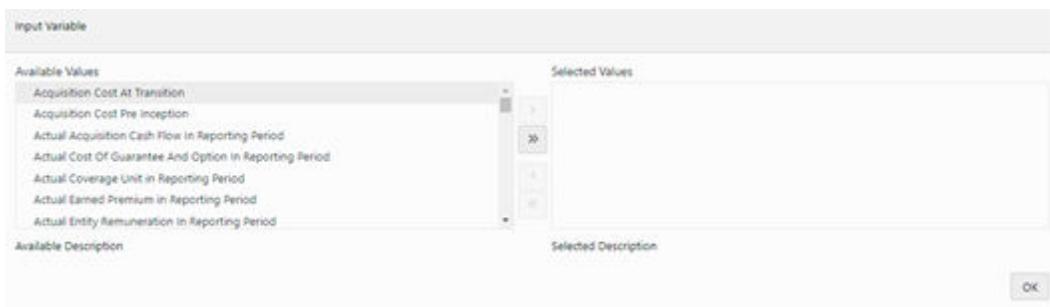 Input Variable
Available Values
Selected Values
Acquisition Cost At Transition
Acquisition Cost Pre Inception
Actual Acquisition Cash Flow In Reporting Period
Actual Cost Of Guarantee And Option In Reporting Period
Actual Coverage Unit in Reporting Period
Actual Earned Premium in Reporting Period
Actual Entity Remuneration In Reporting Period
Available Description
Selected Description
OK